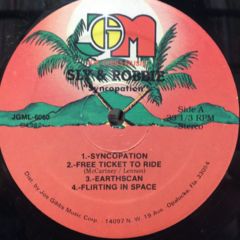 JGM
SLY & ROBBIE
"Syncopation"
JGML-6060
Side A
33 1/3 RPM
Stereo
1-SYNCOPATION
2-FREE TICKET TO RIDE
(McCartney / Lennon)
3-EARTHSCAN
4-FLIRTING IN SPACE
Dist. by Joe Gibbs Music Corp. · 14097 N.W. 19 Ave · Opalocka, Fla 33054